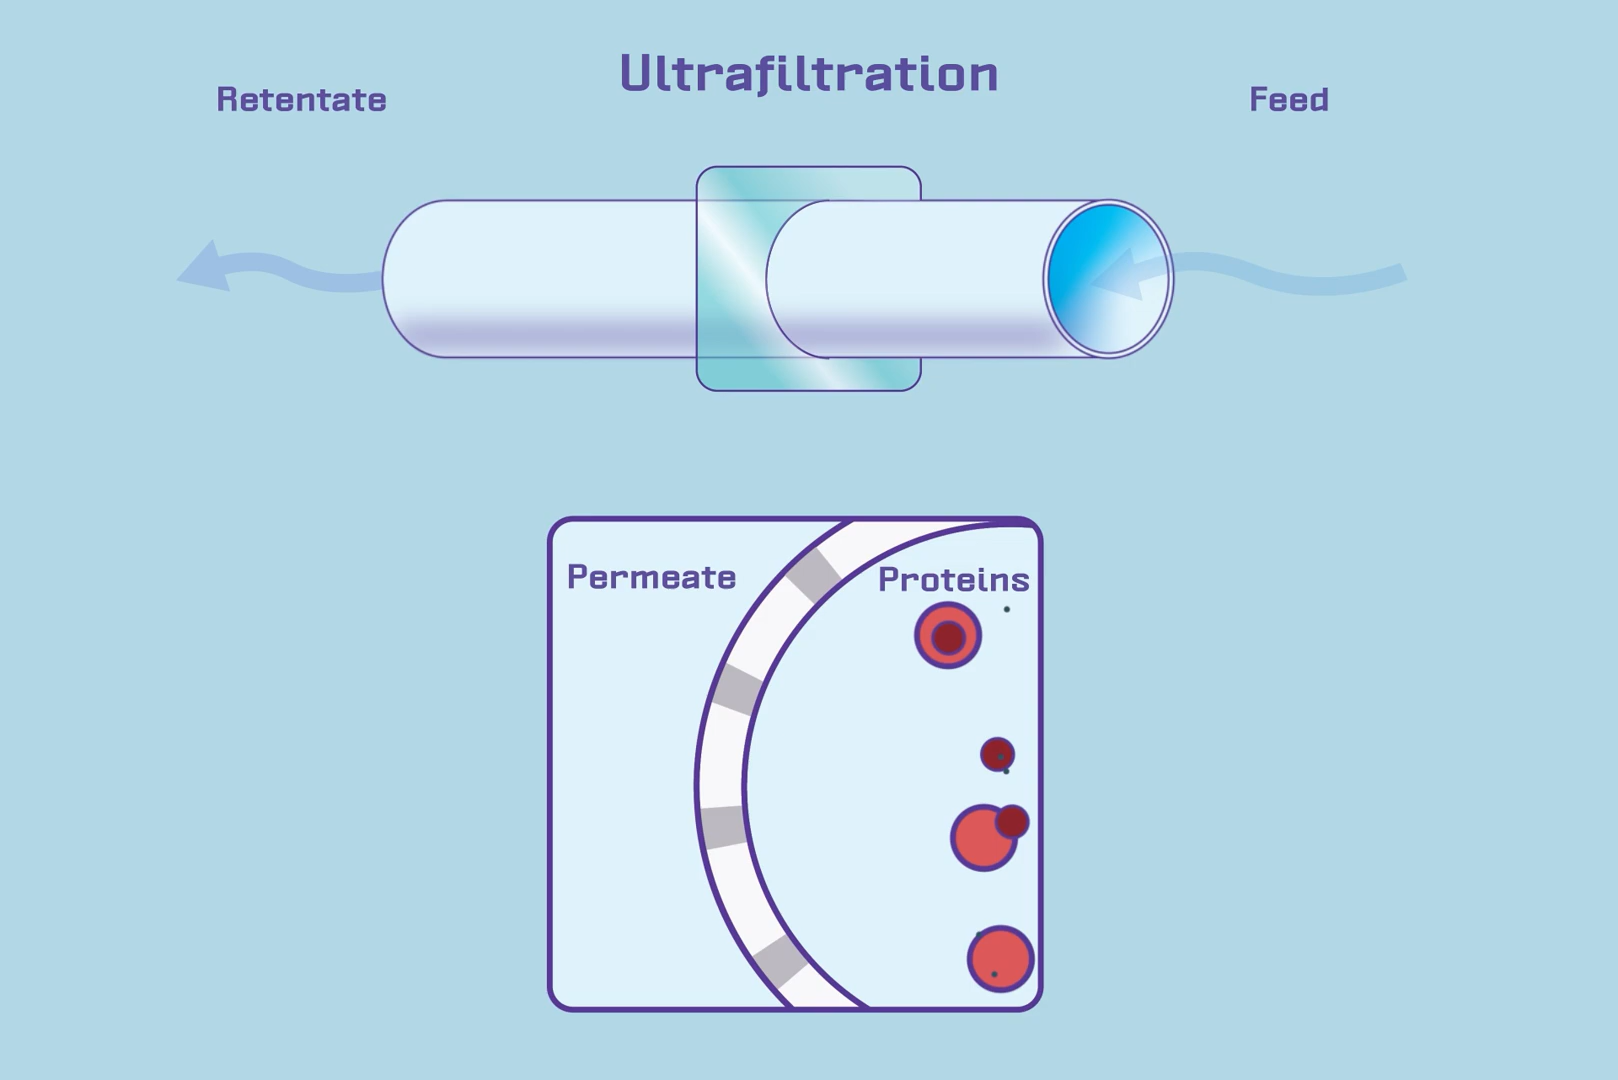 Ultrafiltration
Retentate
Feed
Permeate
Proteins